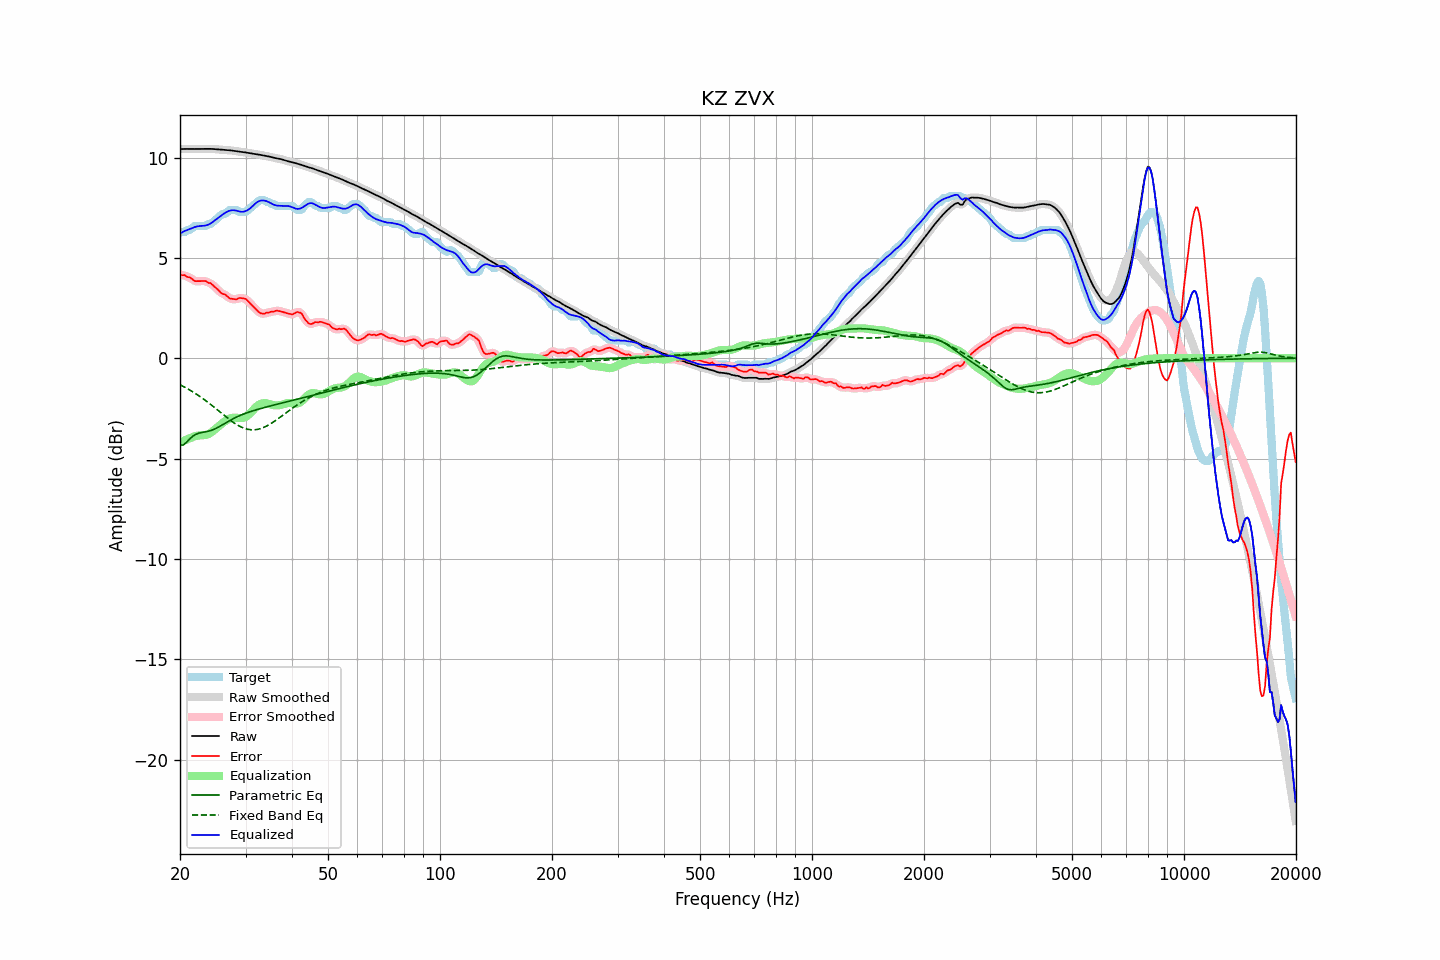 KZ ZVX
Amplitude (dBr)
10
5
0
−5
−10
−15
−20
Target
Raw Smoothed
Error Smoothed
Raw
Error
Equalization
Parametric Eq
Fixed Band Eq
Equalized
20 50 100 200 500 1000 2000 5000 10000 20000
Frequency (Hz)